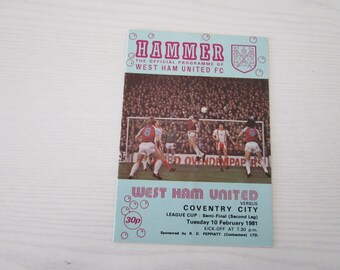 HAMMER
THE OFFICIAL PROGRAMME OF
WEST HAM UNITED FC
WEST HAM UNITED
VERSUS
COVENTRY CITY
LEAGUE CUP : Semi-Final (Second Leg)
Tuesday 10 February 1981
KICK-OFF AT 7.30 p.m.
Sponsored by R. D. PEPPIATT (Contractors) LTD.
30p